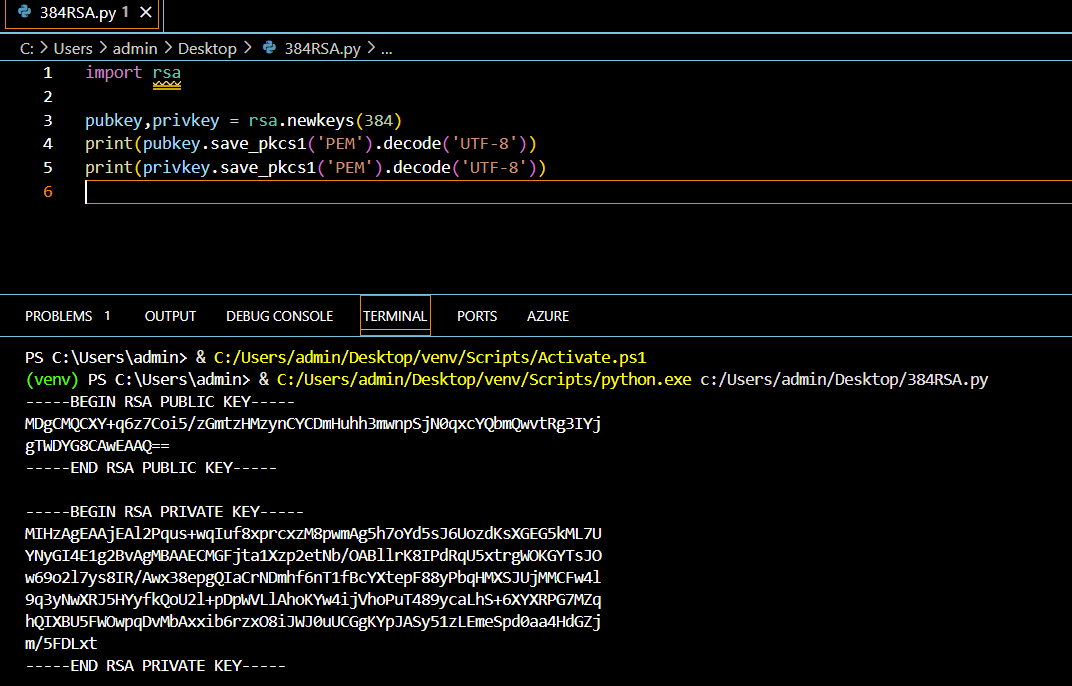 384RSA.py 1 ×
C: > Users > admin > Desktop > 384RSA.py > ...
1 import rsa
2
3 pubkey,privkey = rsa.newkeys(384)
4 print(pubkey.save_pkcs1('PEM').decode('UTF-8'))
5 print(privkey.save_pkcs1('PEM').decode('UTF-8'))
6
PROBLEMS 1 OUTPUT DEBUG CONSOLE TERMINAL PORTS AZURE
PS C:\Users\admin> & C:/Users/admin/Desktop/venv/Scripts/Activate.ps1
(venv) PS C:\Users\admin> & C:/Users/admin/Desktop/venv/Scripts/python.exe c:/Users/admin/Desktop/384RSA.py
-----BEGIN RSA PUBLIC KEY-----
MDgCMQCXY+q6z7Coi5/zGmtzHMzynCYCDmHuhh3mwnpSjN0qxcYQbmQwvtRg3IYj
gTWDYG8CAwEAAQ==
-----END RSA PUBLIC KEY-----
-----BEGIN RSA PRIVATE KEY-----
MIHzAgEAAjEAl2Pqus+wqIuf8xprcxzM8pwmAg5h7oYd5sJ6UozdKsXGEG5kML7U
YNyGI4E1g2BvAgMBAAECMGFjta1Xzp2etNb/OABllrK8IPdRqU5xtrgWOKGYTsJO
w69o2l7ys8IR/Awx38epgQIaCrNDmhf6nT1fBcYXtepF88yPbqHMXSJUjMMCFw4l
9q3yNwXRJ5HYyfkQoU2l+pDpWVLlAhoKYw4ijVhoPuT489ycaLhS+6XYXRPG7MZq
hQIXBU5FWOwpqDvMbAxxib6rzxO8iJWJ0uUCGgKYpJASy51zLEmeSpd0aa4HdGZj
m/5FDLxt
-----END RSA PRIVATE KEY-----